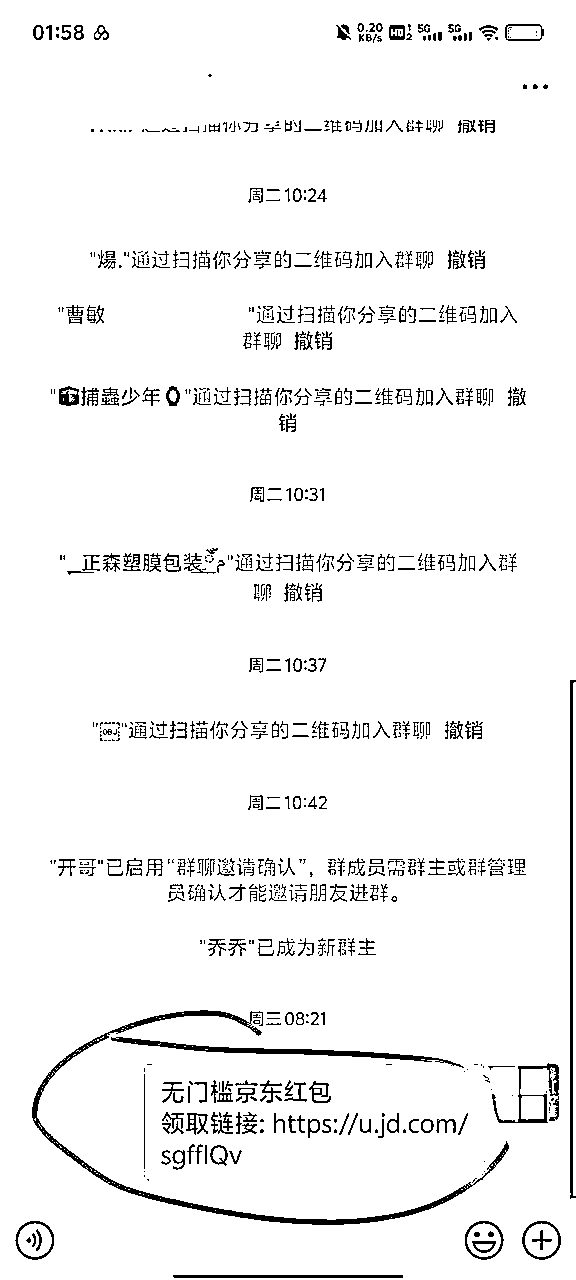 01:58
0.20 KB/s HD 1 2 5G 5G
通过扫描你分享的二维码加入群聊 撤销
周二10:24
"煬."通过扫描你分享的二维码加入群聊 撤销
"曹敏 "通过扫描你分享的二维码加入
群聊 撤销
"捕蟲少年"通过扫描你分享的二维码加入群聊 撤
销
周二10:31
"_正森塑膜包装"通过扫描你分享的二维码加入群
聊 撤销
周二10:37
"OBJ"通过扫描你分享的二维码加入群聊 撤销
周二10:42
"开哥"已启用“群聊邀请确认”，群成员需群主或群管理
员确认才能邀请朋友进群。
"乔乔"已成为新群主
周三08:21
无门槛京东红包
领取链接: https://u.jd.com/
sgfflQv